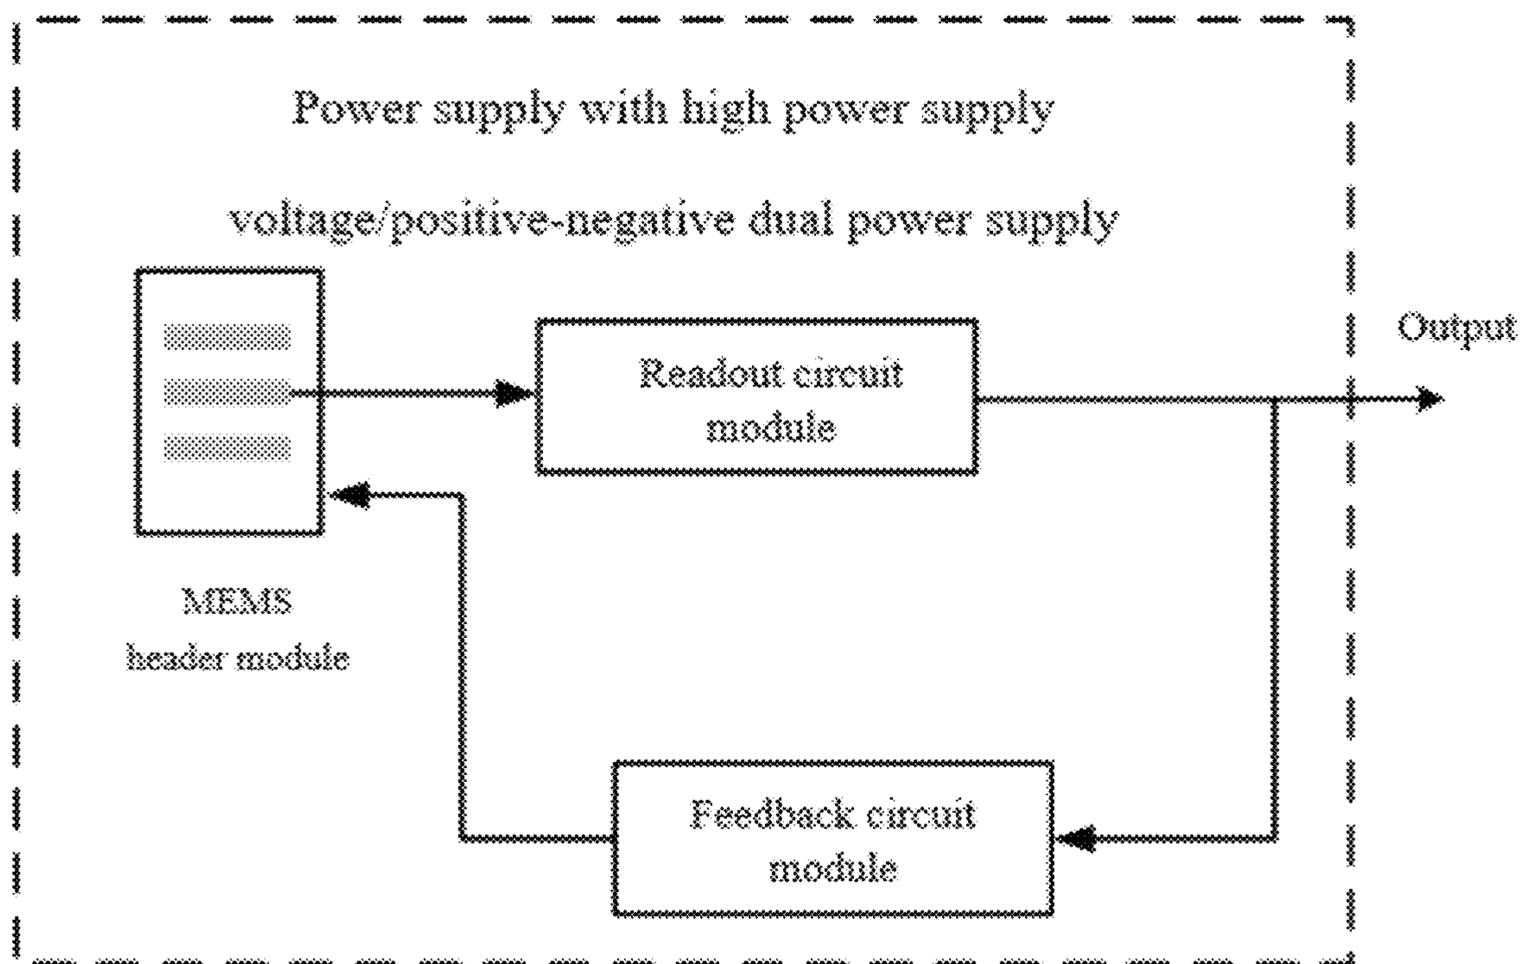 Power supply with high power supply
voltage/positive-negative dual power supply
Output
Readout circuit
module
MEMS
header module
Feedback circuit
module